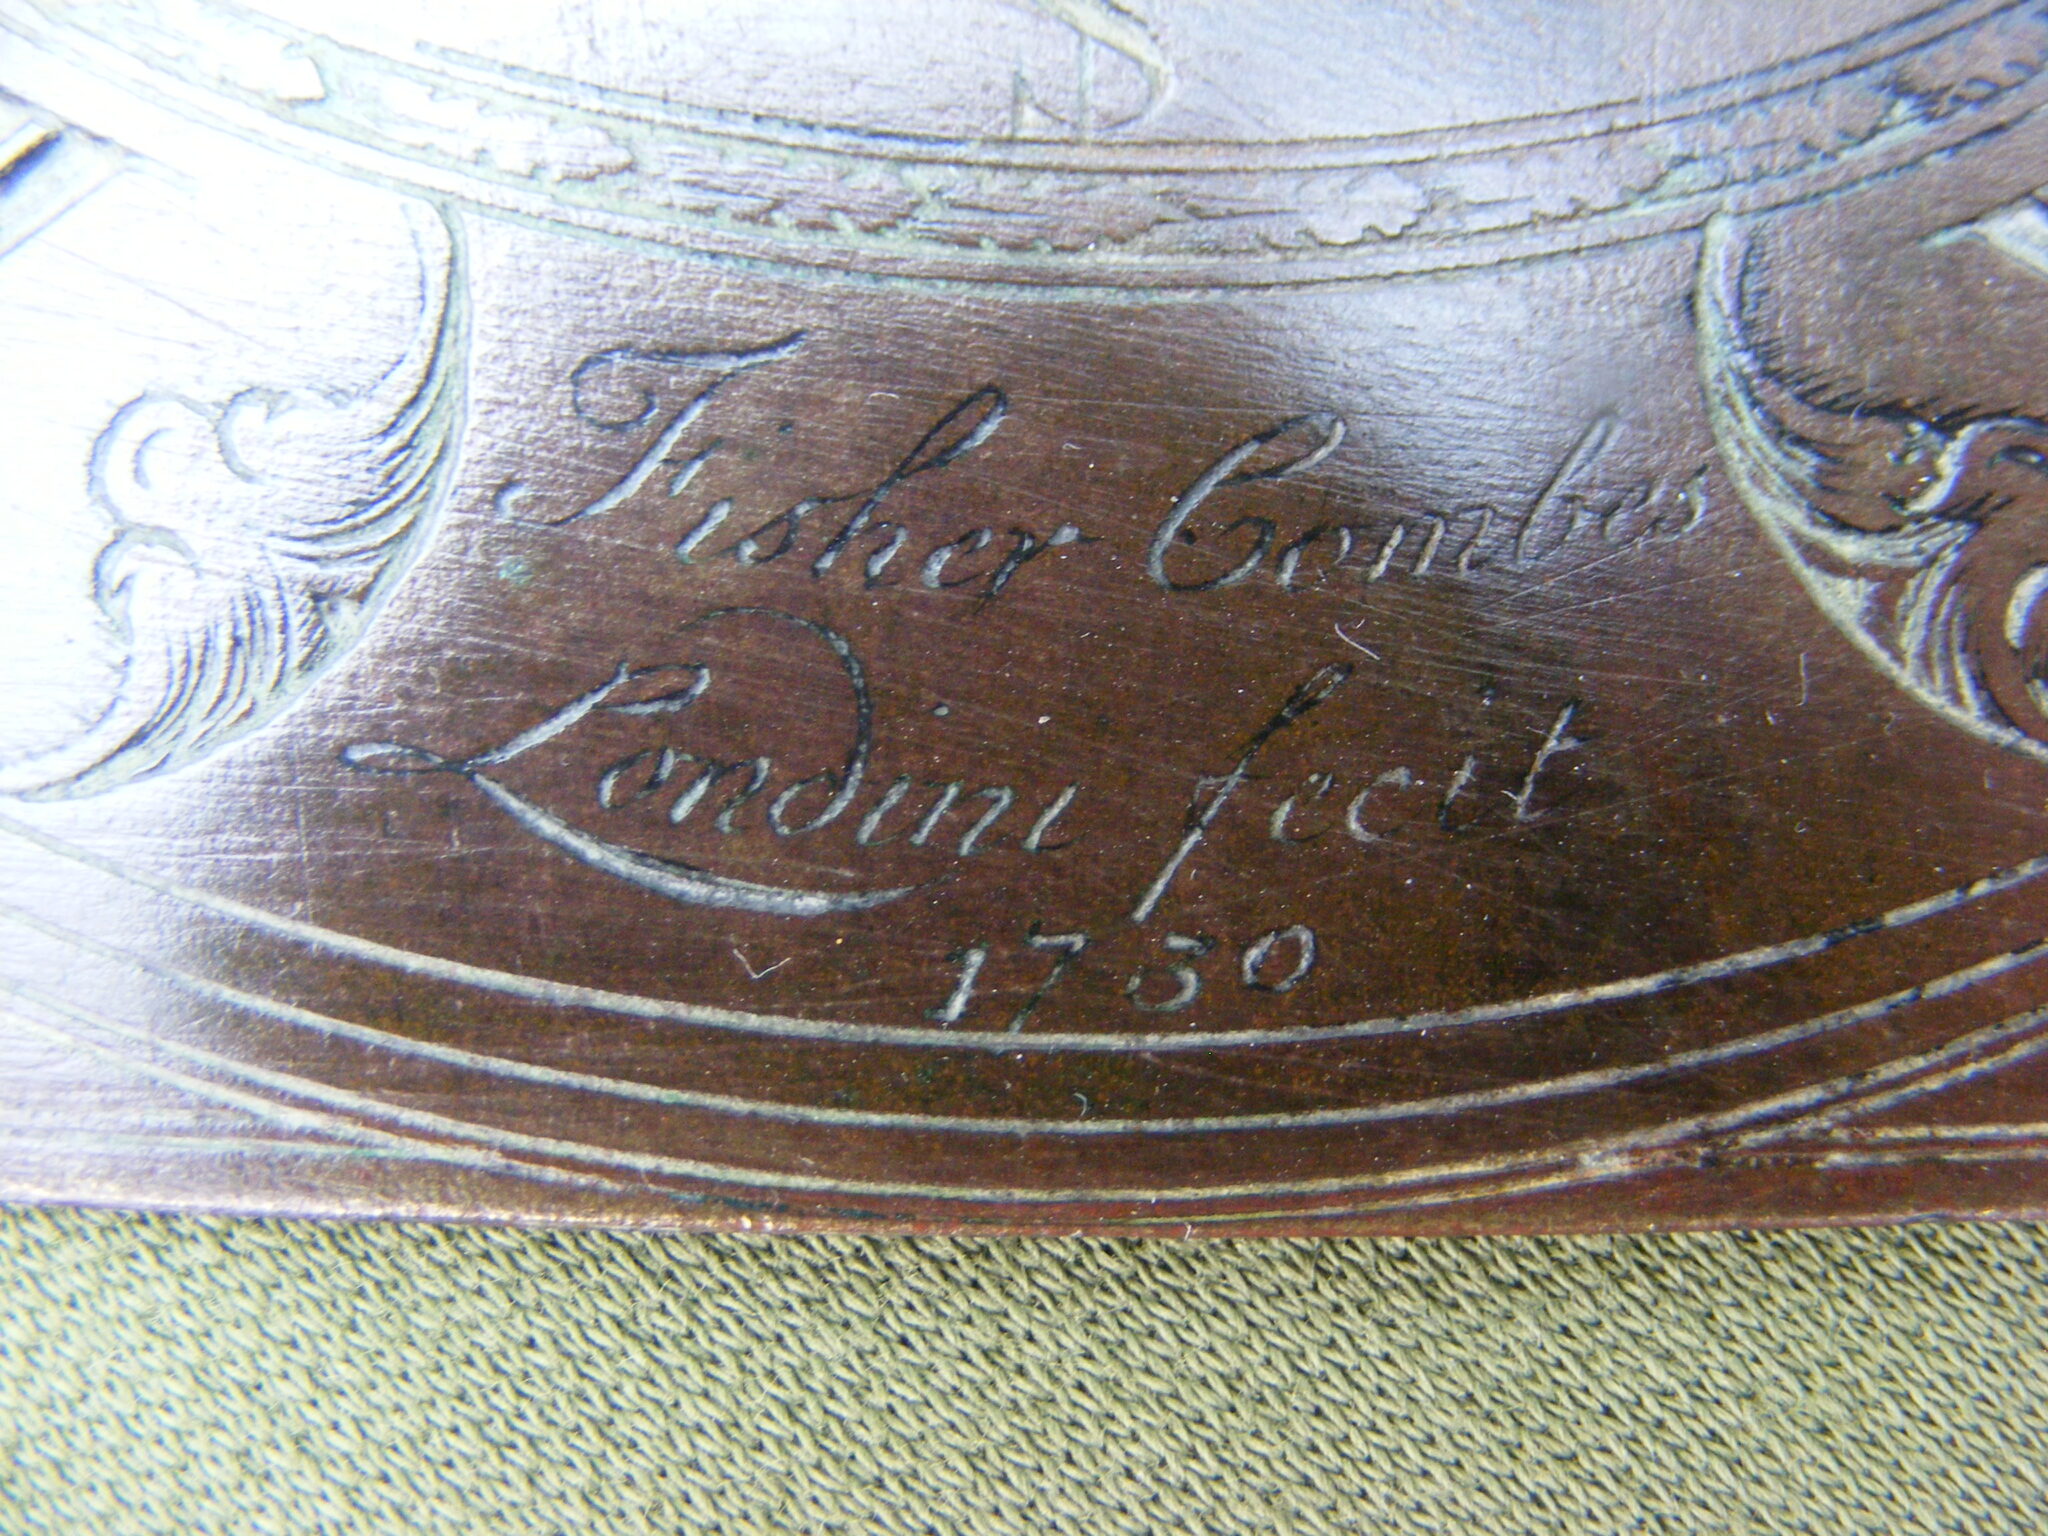 Fisher Combes
Londini fecit
1730